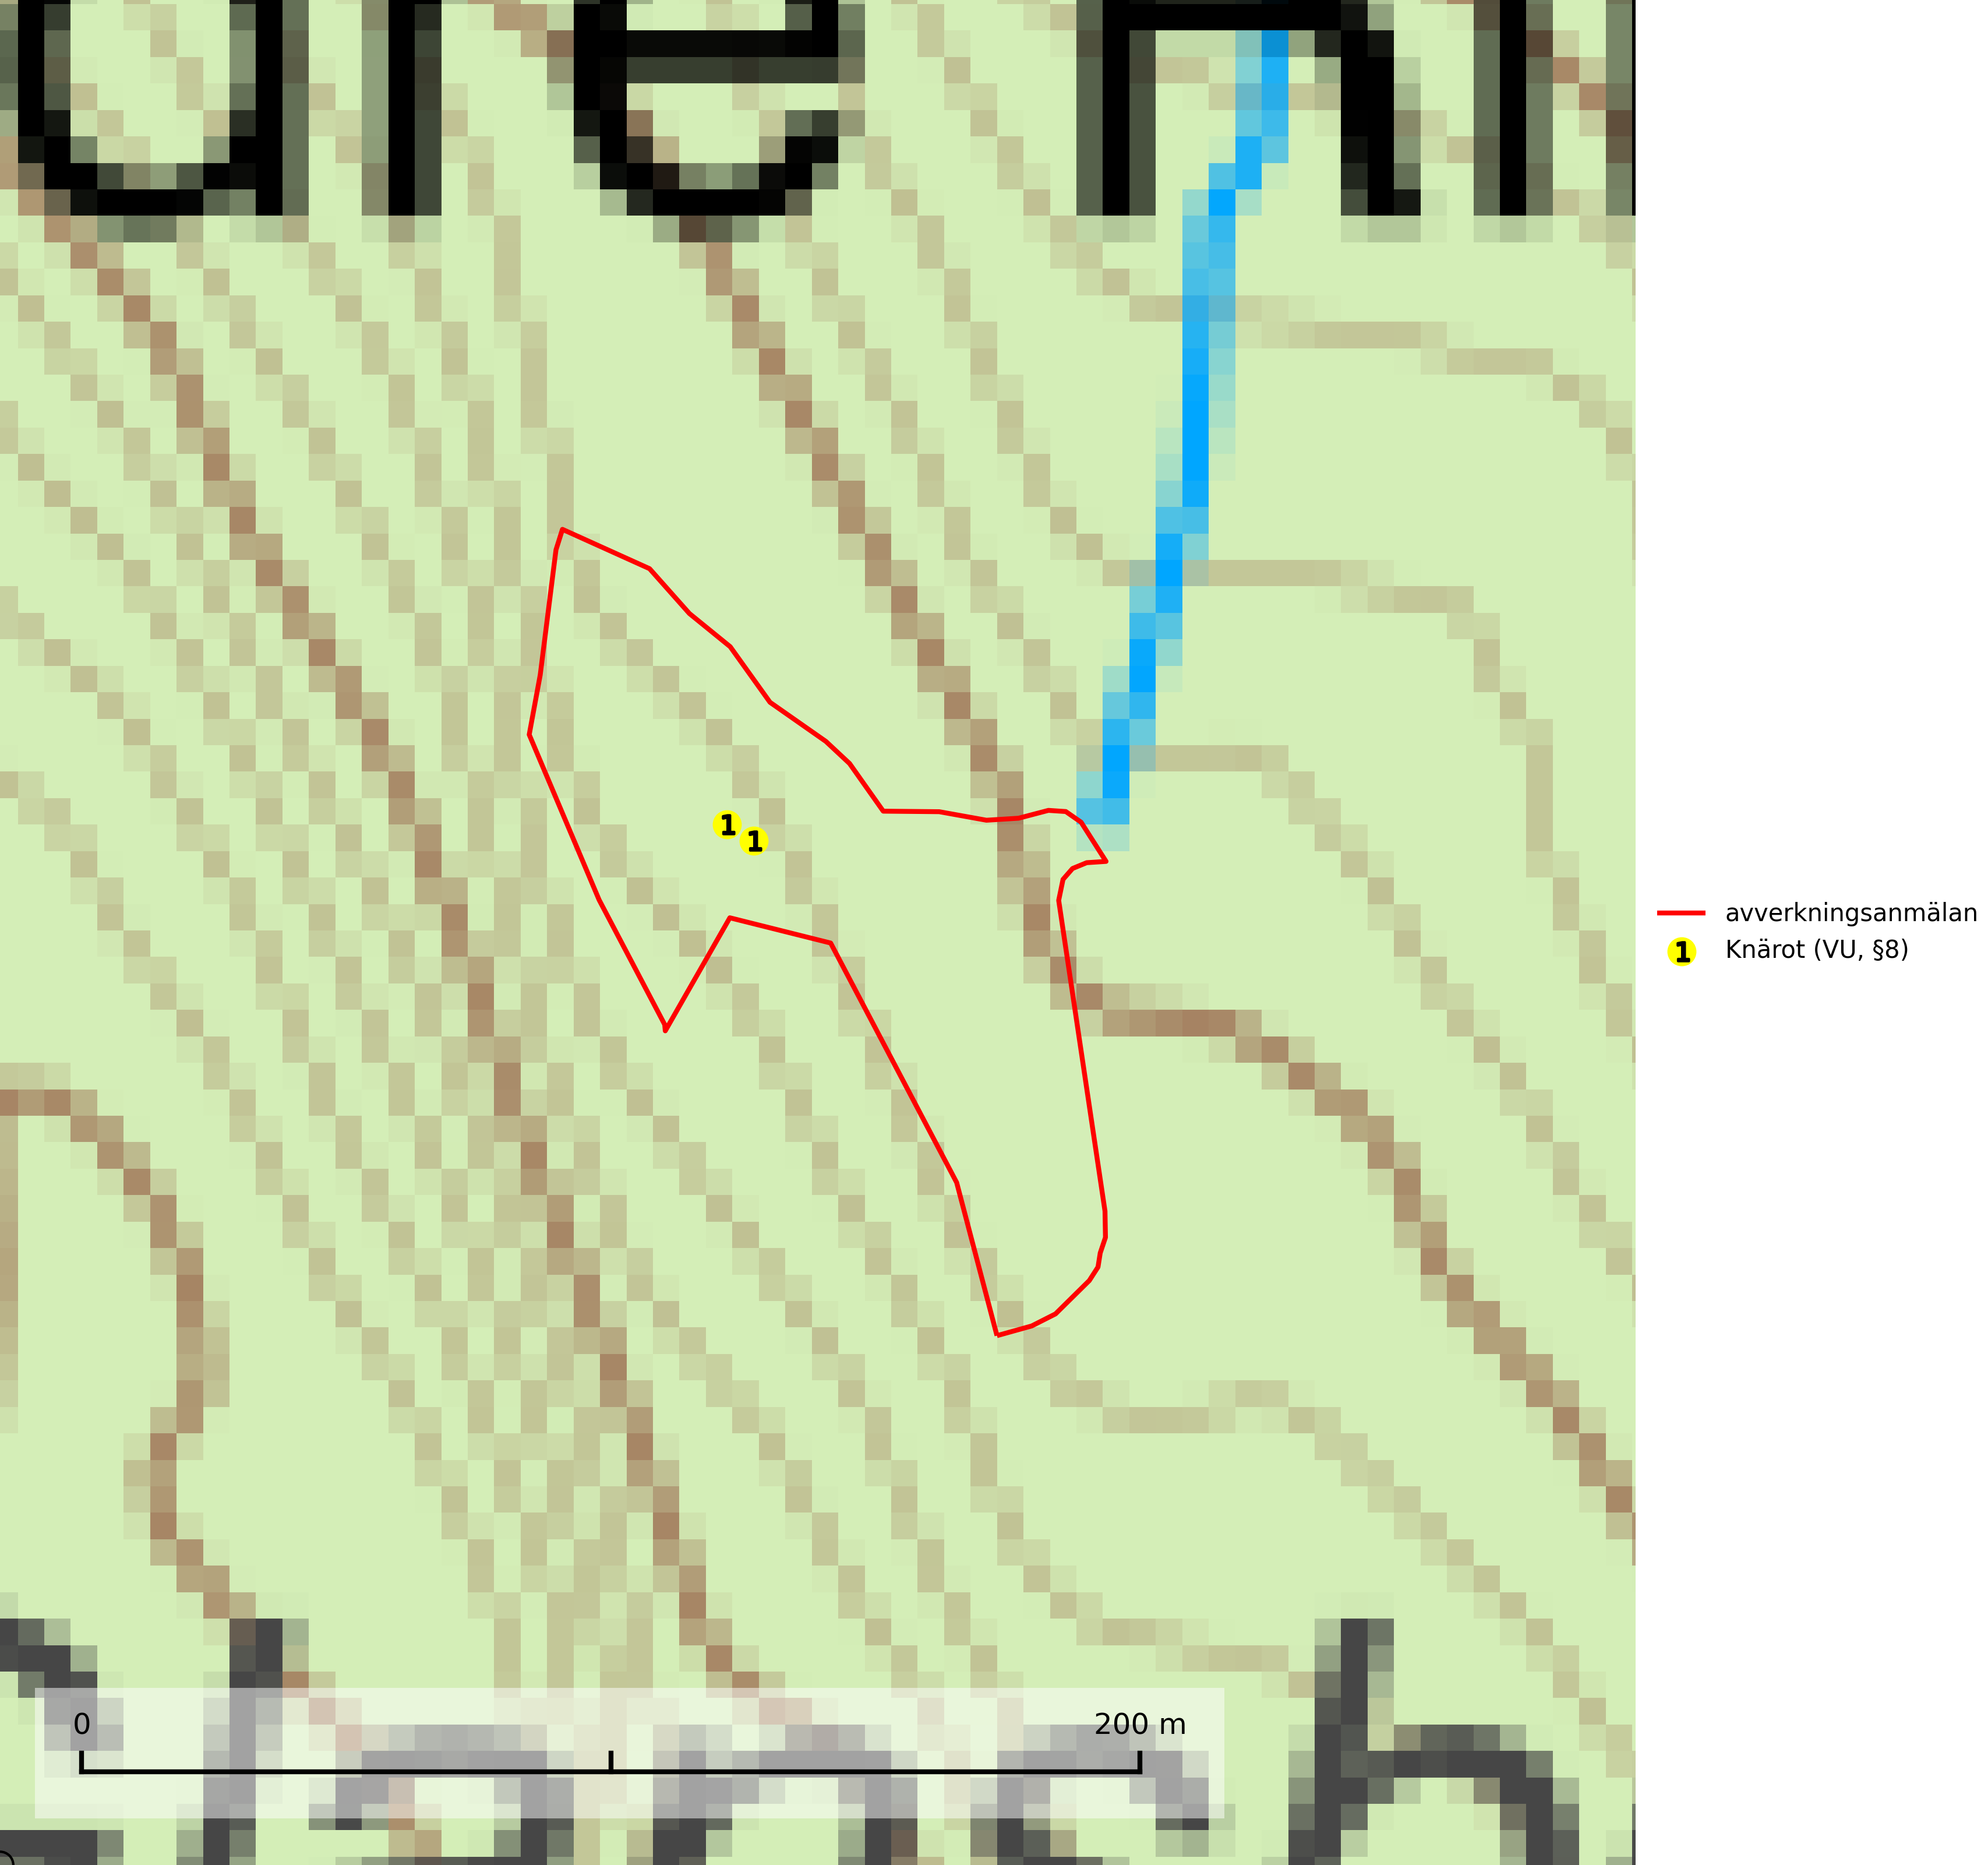 1
1
avverkningsanmälan
1 Knärot (VU, §8)
0 200 m